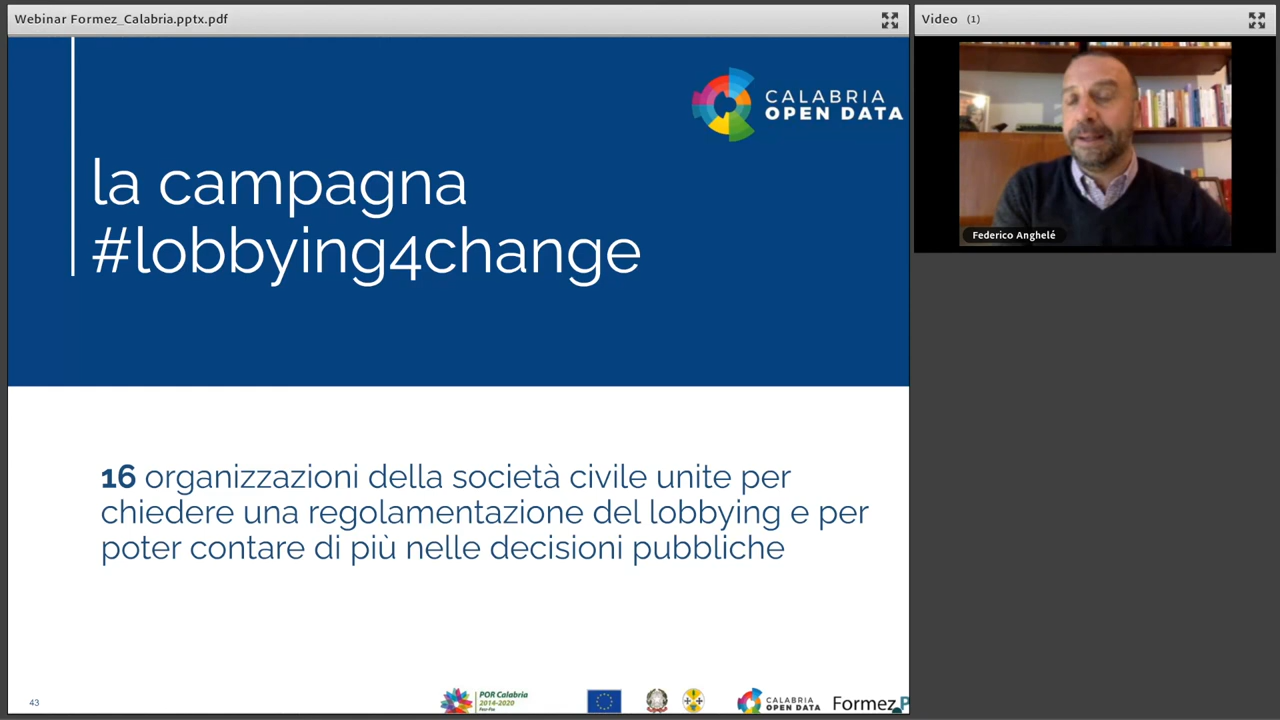 Webinar Formez_Calabria.pptx.pdf
Video (1)
CALABRIA
OPEN DATA
la campagna
#lobbying4change
Federico Anghelé
16 organizzazioni della società civile unite per
chiedere una regolamentazione del lobbying e per
poter contare di più nelle decisioni pubbliche
43
POR Calabria
2014-2020
CALABRIA
OPEN DATA
Formez